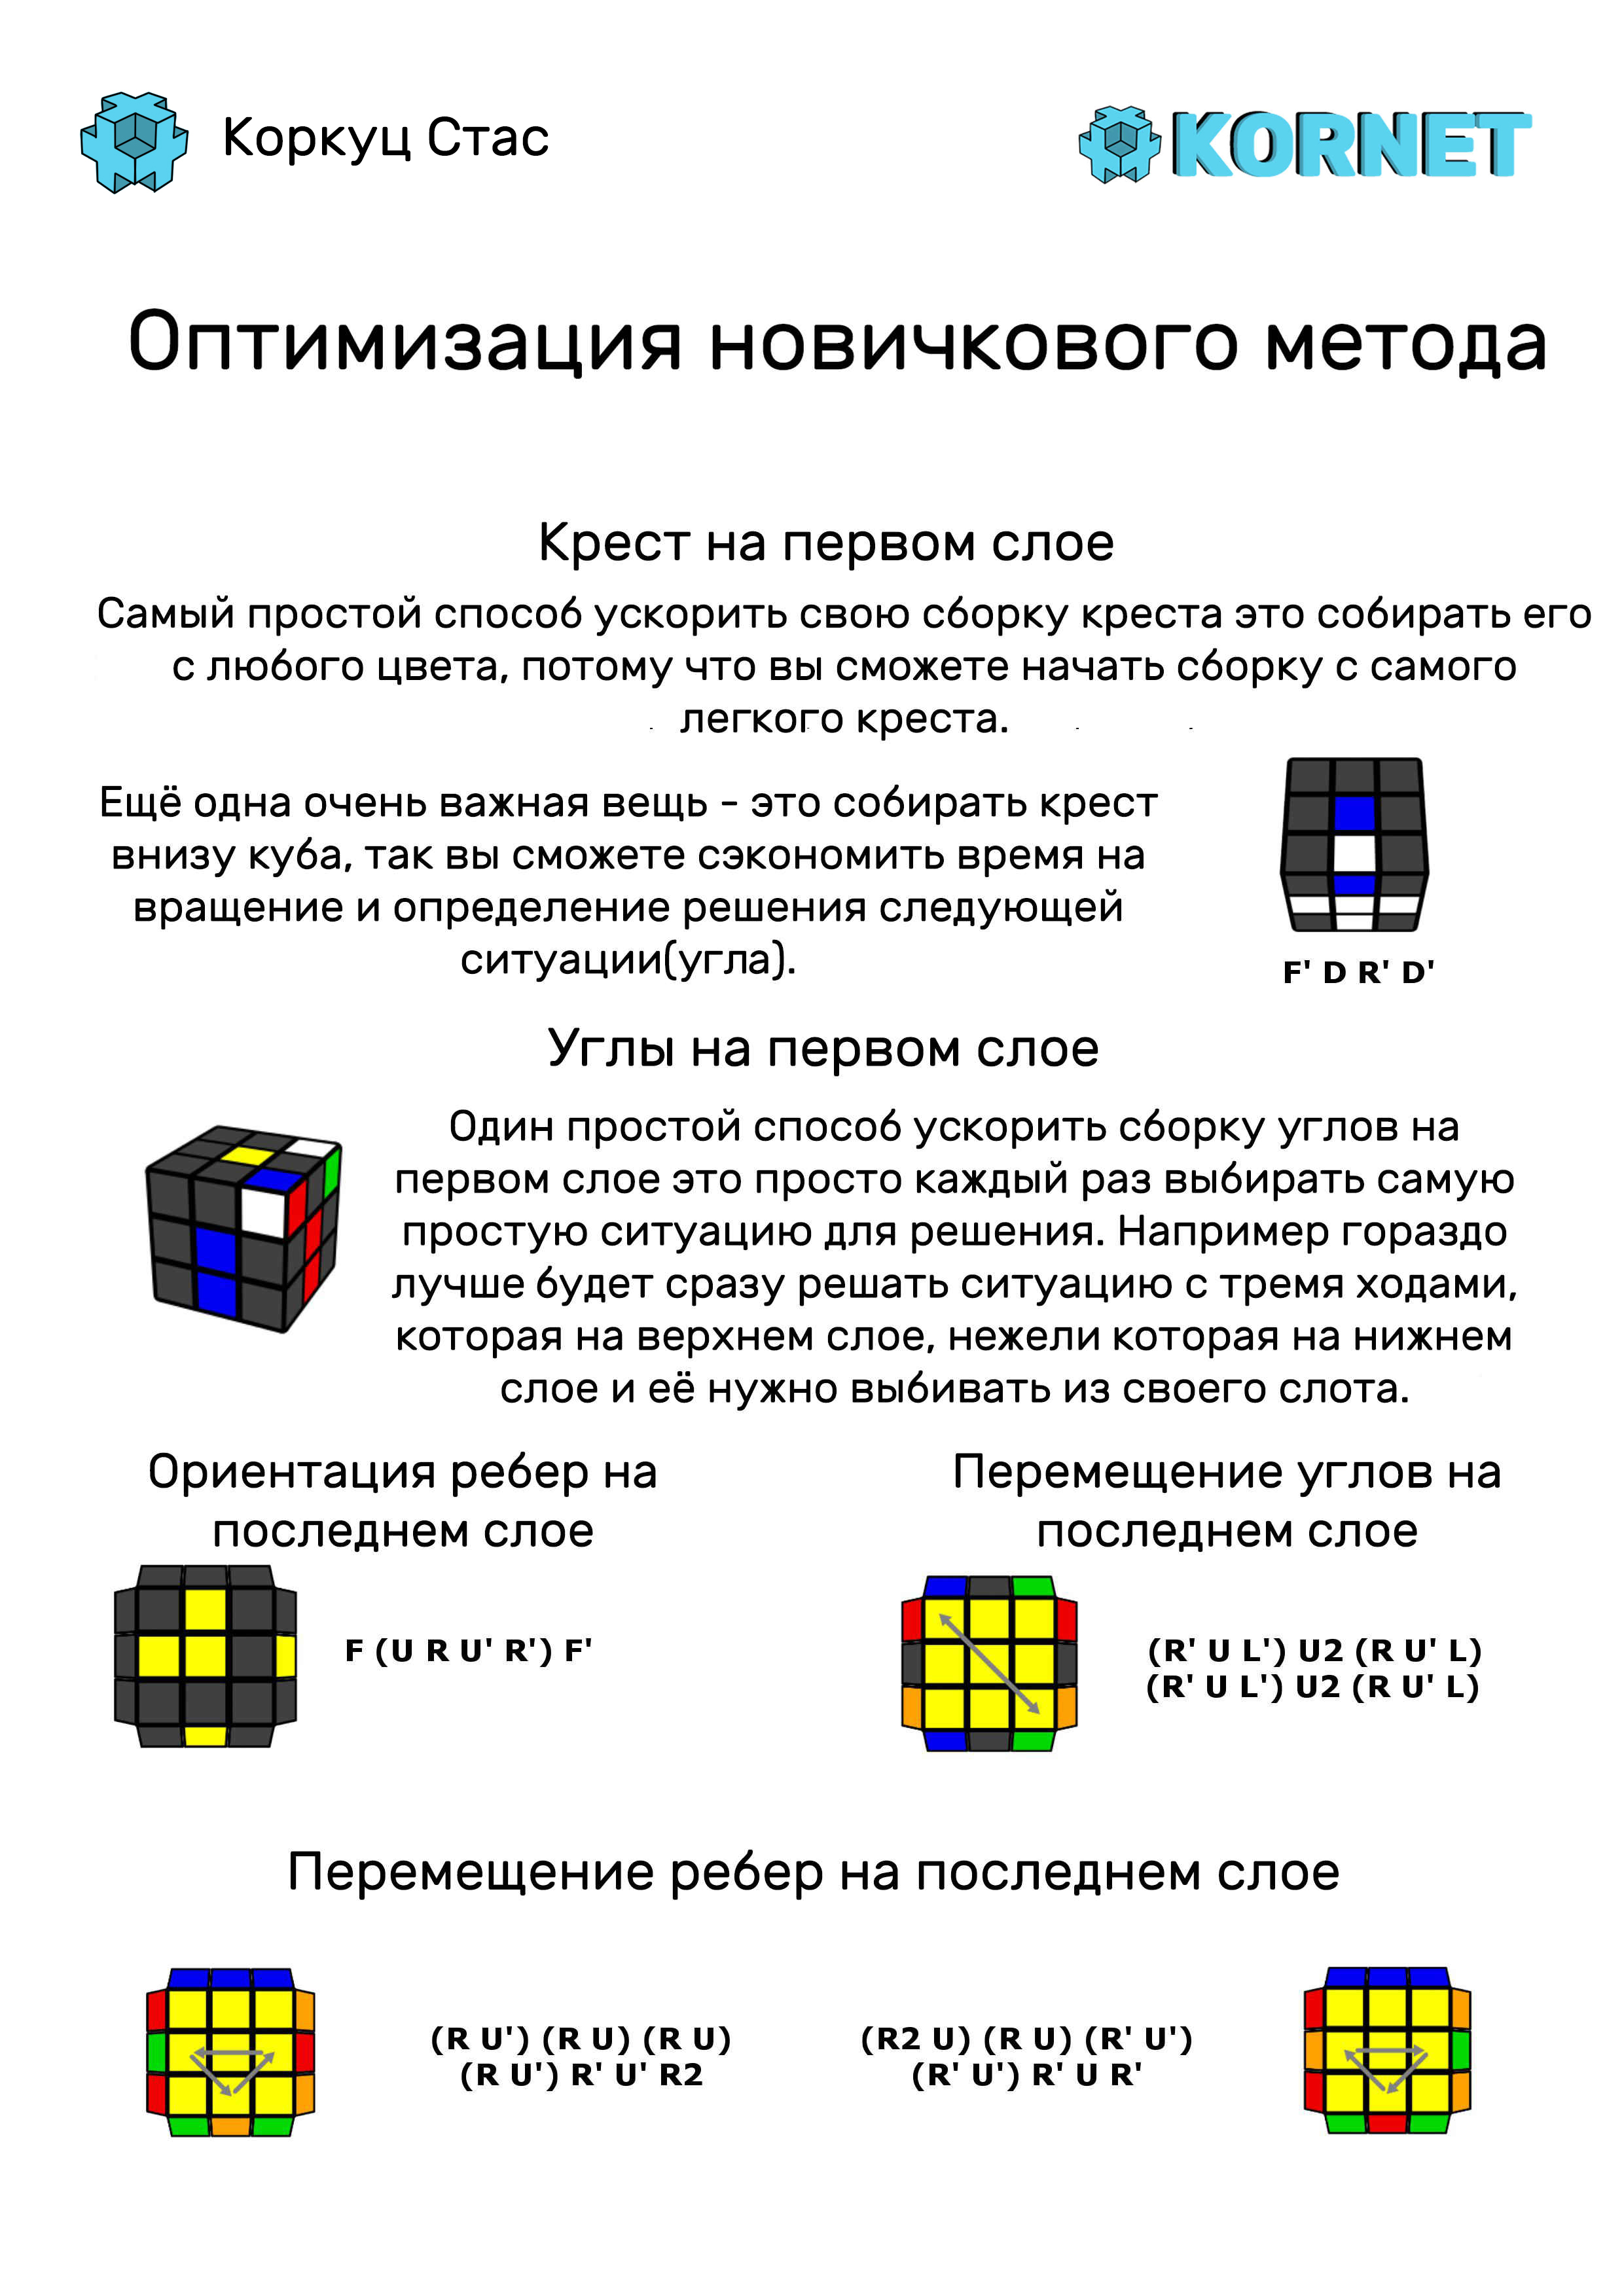 Коркуц Стас
KORNET
Оптимизация новичкового метода
Крест на первом слое
Самый простой способ ускорить свою сборку креста это собирать его
с любого цвета, потому что вы сможете начать сборку с самого
легкого креста.
Ещё одна очень важная вещь - это собирать крест
внизу куба, так вы сможете сэкономить время на
вращение и определение решения следующей
ситуации(угла).
F' D R' D'
Углы на первом слое
Один простой способ ускорить сборку углов на
первом слое это просто каждый раз выбирать самую
простую ситуацию для решения. Например гораздо
лучше будет сразу решать ситуацию с тремя ходами,
которая на верхнем слое, нежели которая на нижнем
слое и её нужно выбивать из своего слота.
Ориентация ребер на
последнем слое
F (U R U' R') F'
Перемещение углов на
последнем слое
(R' U L') U2 (R U' L)
(R' U L') U2 (R U' L)
Перемещение ребер на последнем слое
(R U') (R U) (R U)
(R U') R' U' R2
(R2 U) (R U) (R' U')
(R' U') R' U R'